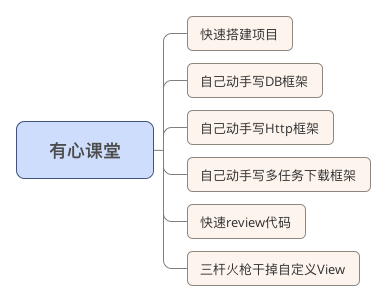 有心课堂
快速搭建项目
自己动手写DB框架
自己动手写Http框架
自己动手写多任务下载框架
快速review代码
三杆火枪干掉自定义View